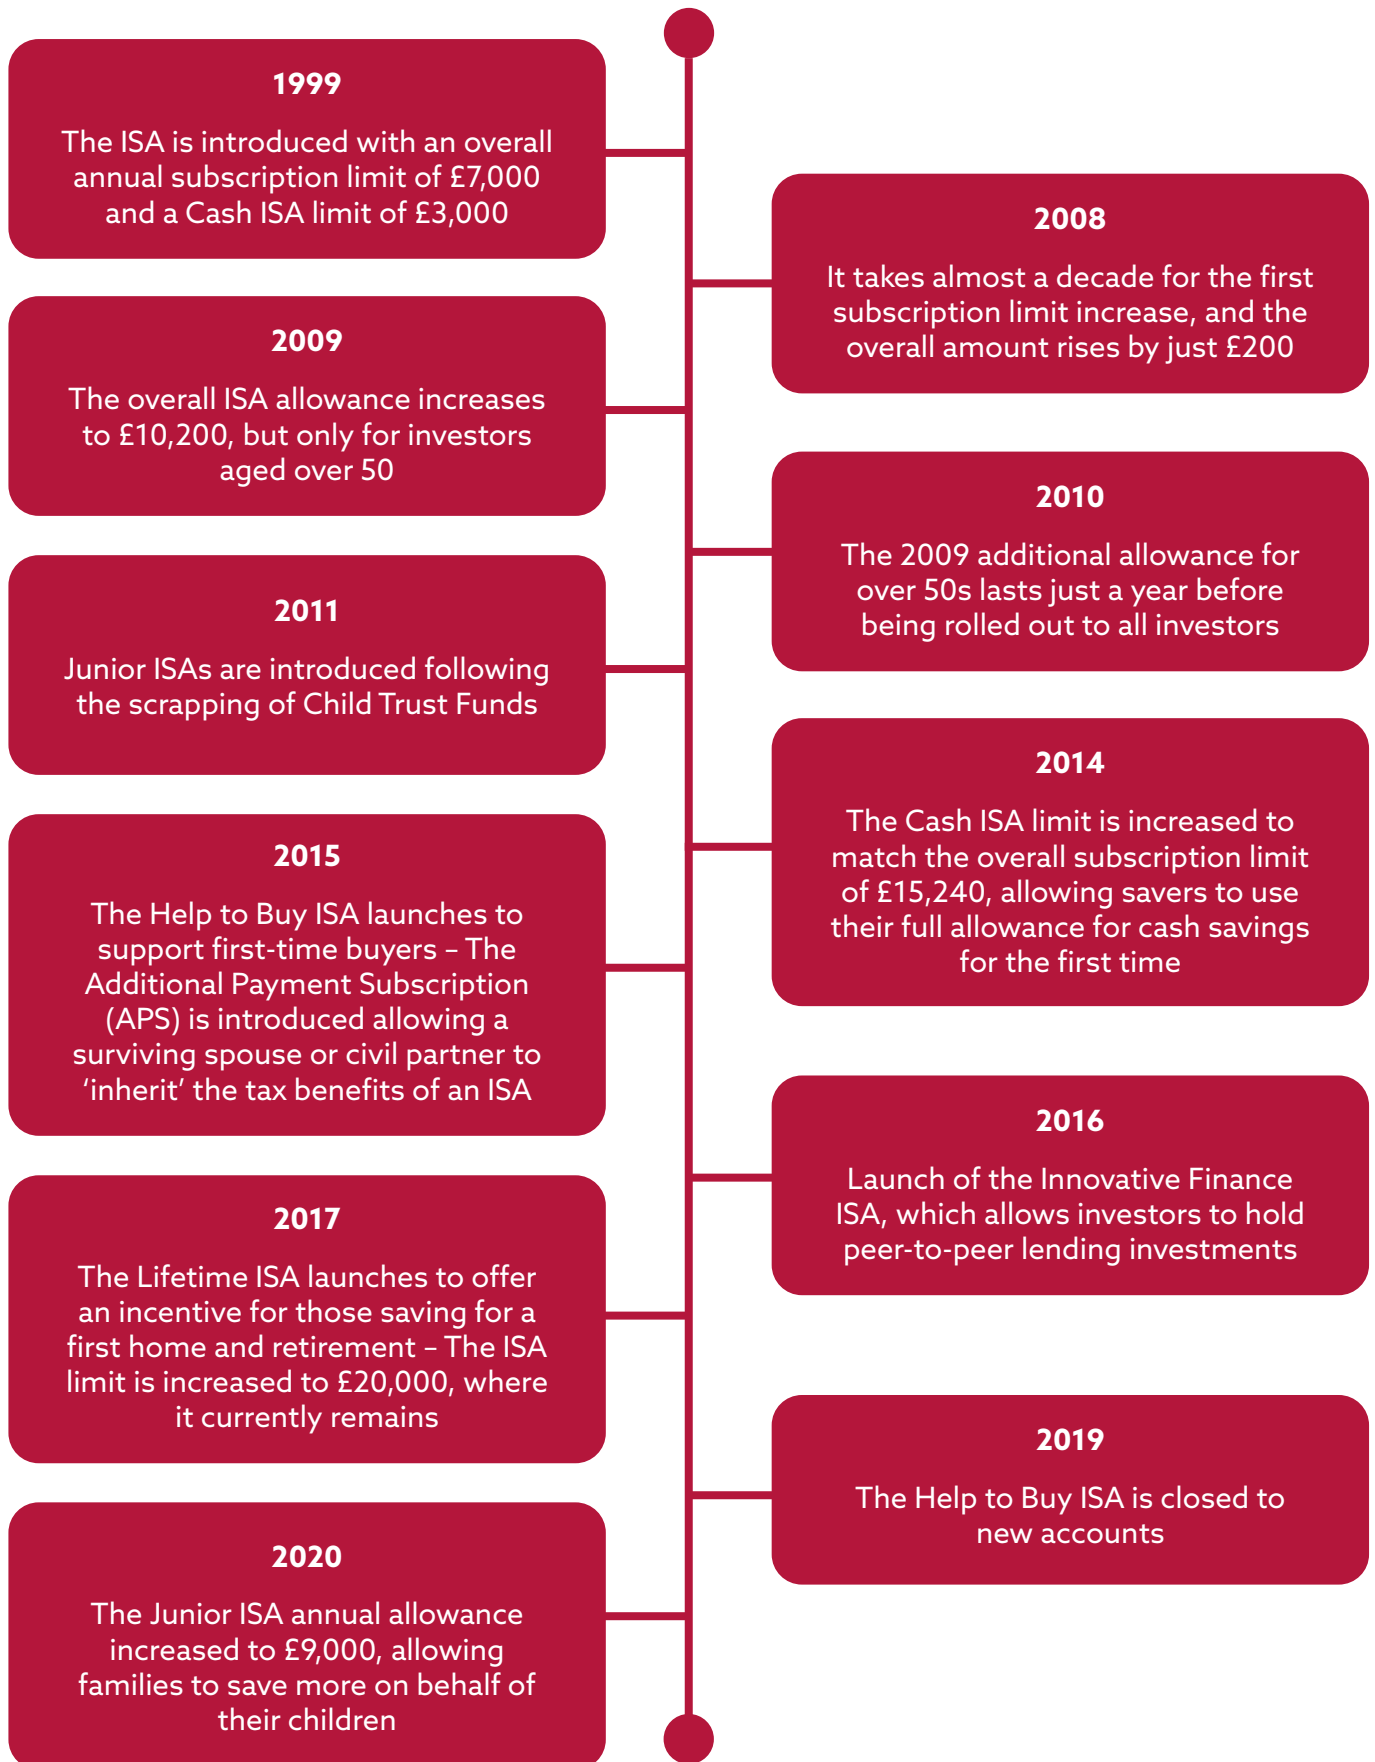 1999
The ISA is introduced with an overall
annual subscription limit of £7,000
and a Cash ISA limit of £3,000
2008
It takes almost a decade for the first
subscription limit increase, and the
overall amount rises by just £200
2009
The overall ISA allowance increases
to £10,200, but only for investors
aged over 50
2010
The 2009 additional allowance for
over 50s lasts just a year before
being rolled out to all investors
2011
Junior ISAs are introduced following
the scrapping of Child Trust Funds
2014
The Cash ISA limit is increased to
match the overall subscription limit
of £15,240, allowing savers to use
their full allowance for cash savings
for the first time
2015
The Help to Buy ISA launches to
support first-time buyers – The
Additional Payment Subscription
(APS) is introduced allowing a
surviving spouse or civil partner to
‘inherit’ the tax benefits of an ISA
2016
Launch of the Innovative Finance
ISA, which allows investors to hold
peer-to-peer lending investments
2017
The Lifetime ISA launches to offer
an incentive for those saving for a
first home and retirement – The ISA
limit is increased to £20,000, where
it currently remains
2019
The Help to Buy ISA is closed to
new accounts
2020
The Junior ISA annual allowance
increased to £9,000, allowing
families to save more on behalf of
their children